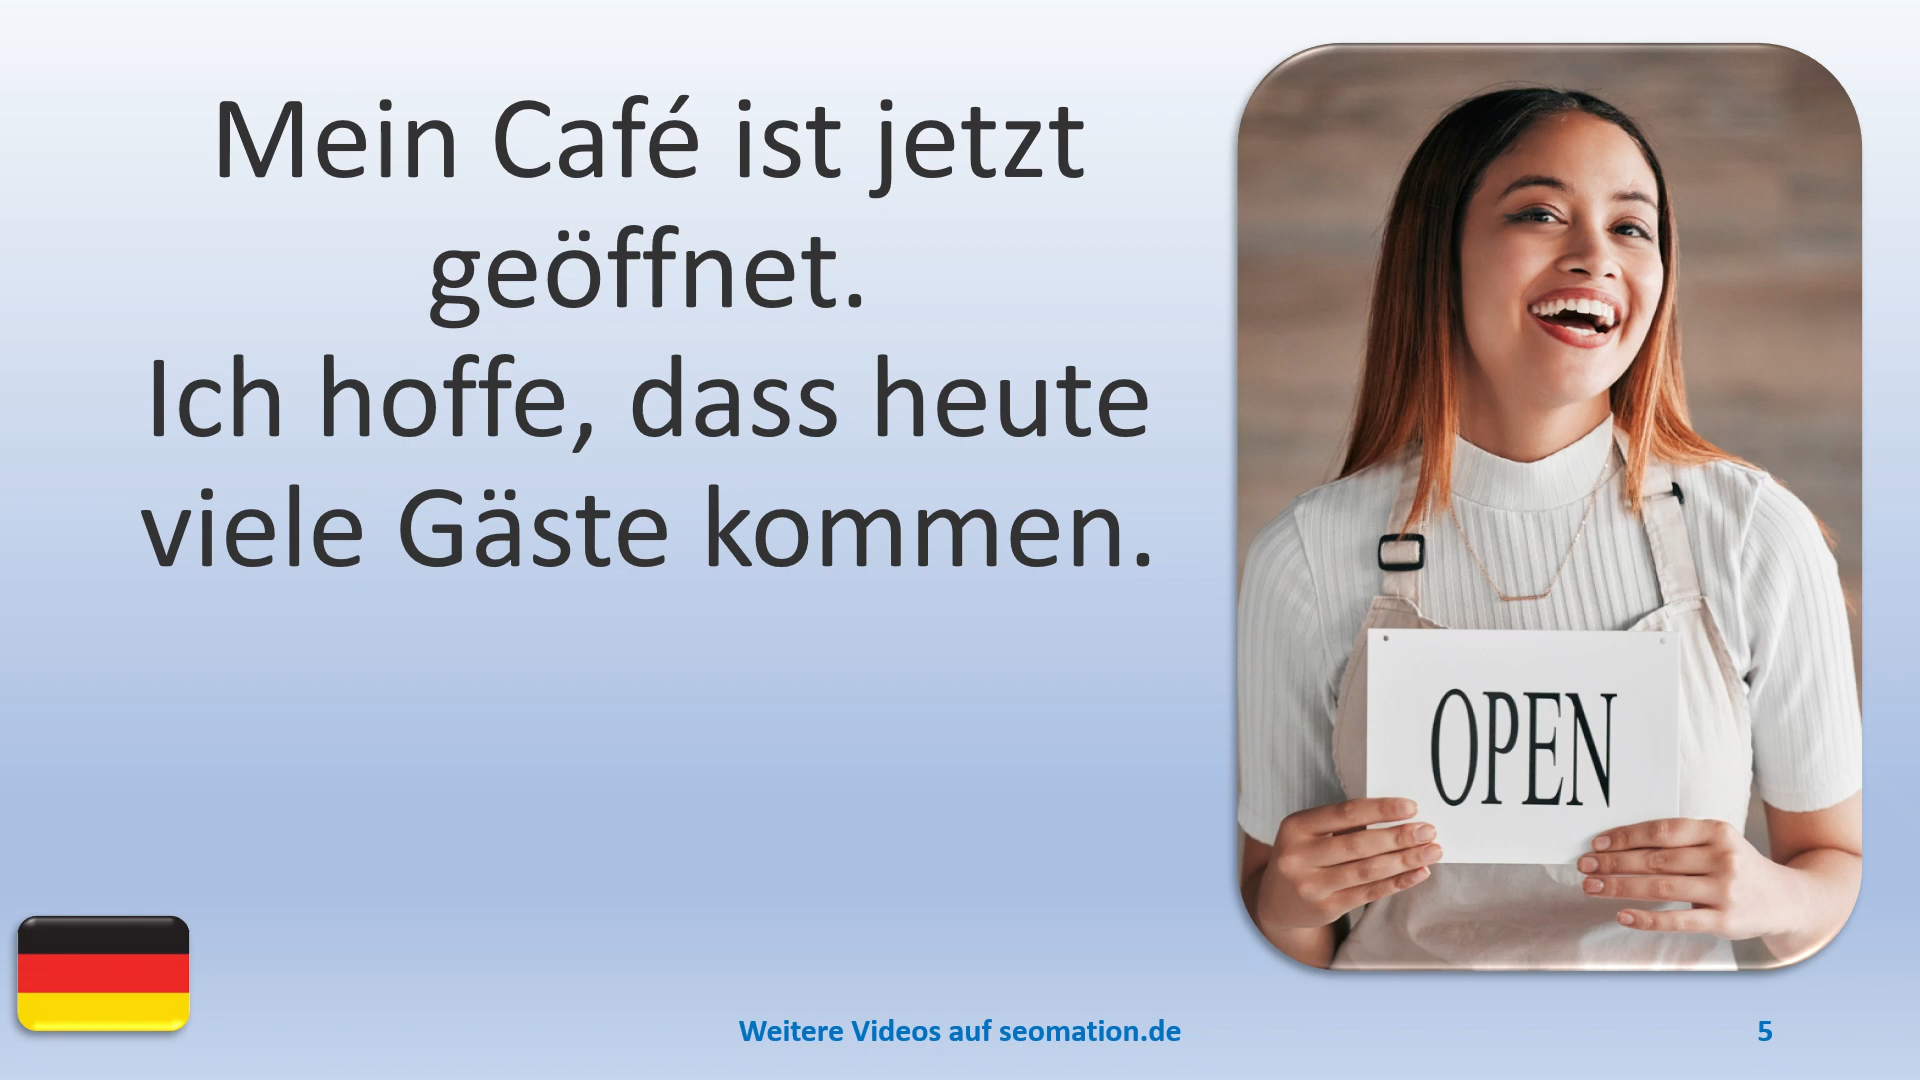 Mein Café ist jetzt
geöffnet.
Ich hoffe, dass heute
viele Gäste kommen.
OPEN
Weitere Videos auf seomation.de
5